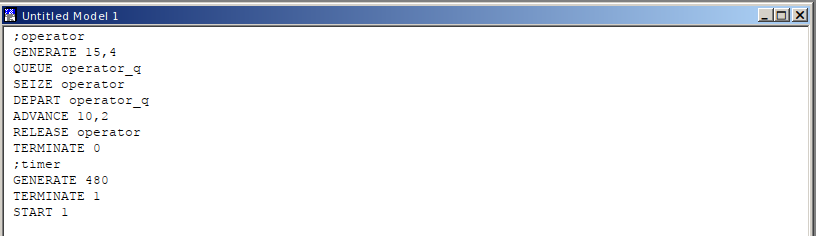 Untitled Model 1
;operator
GENERATE 15,4
QUEUE operator_q
SEIZE operator
DEPART operator_q
ADVANCE 10,2
RELEASE operator
TERMINATE 0
;timer
GENERATE 480
TERMINATE 1
START 1